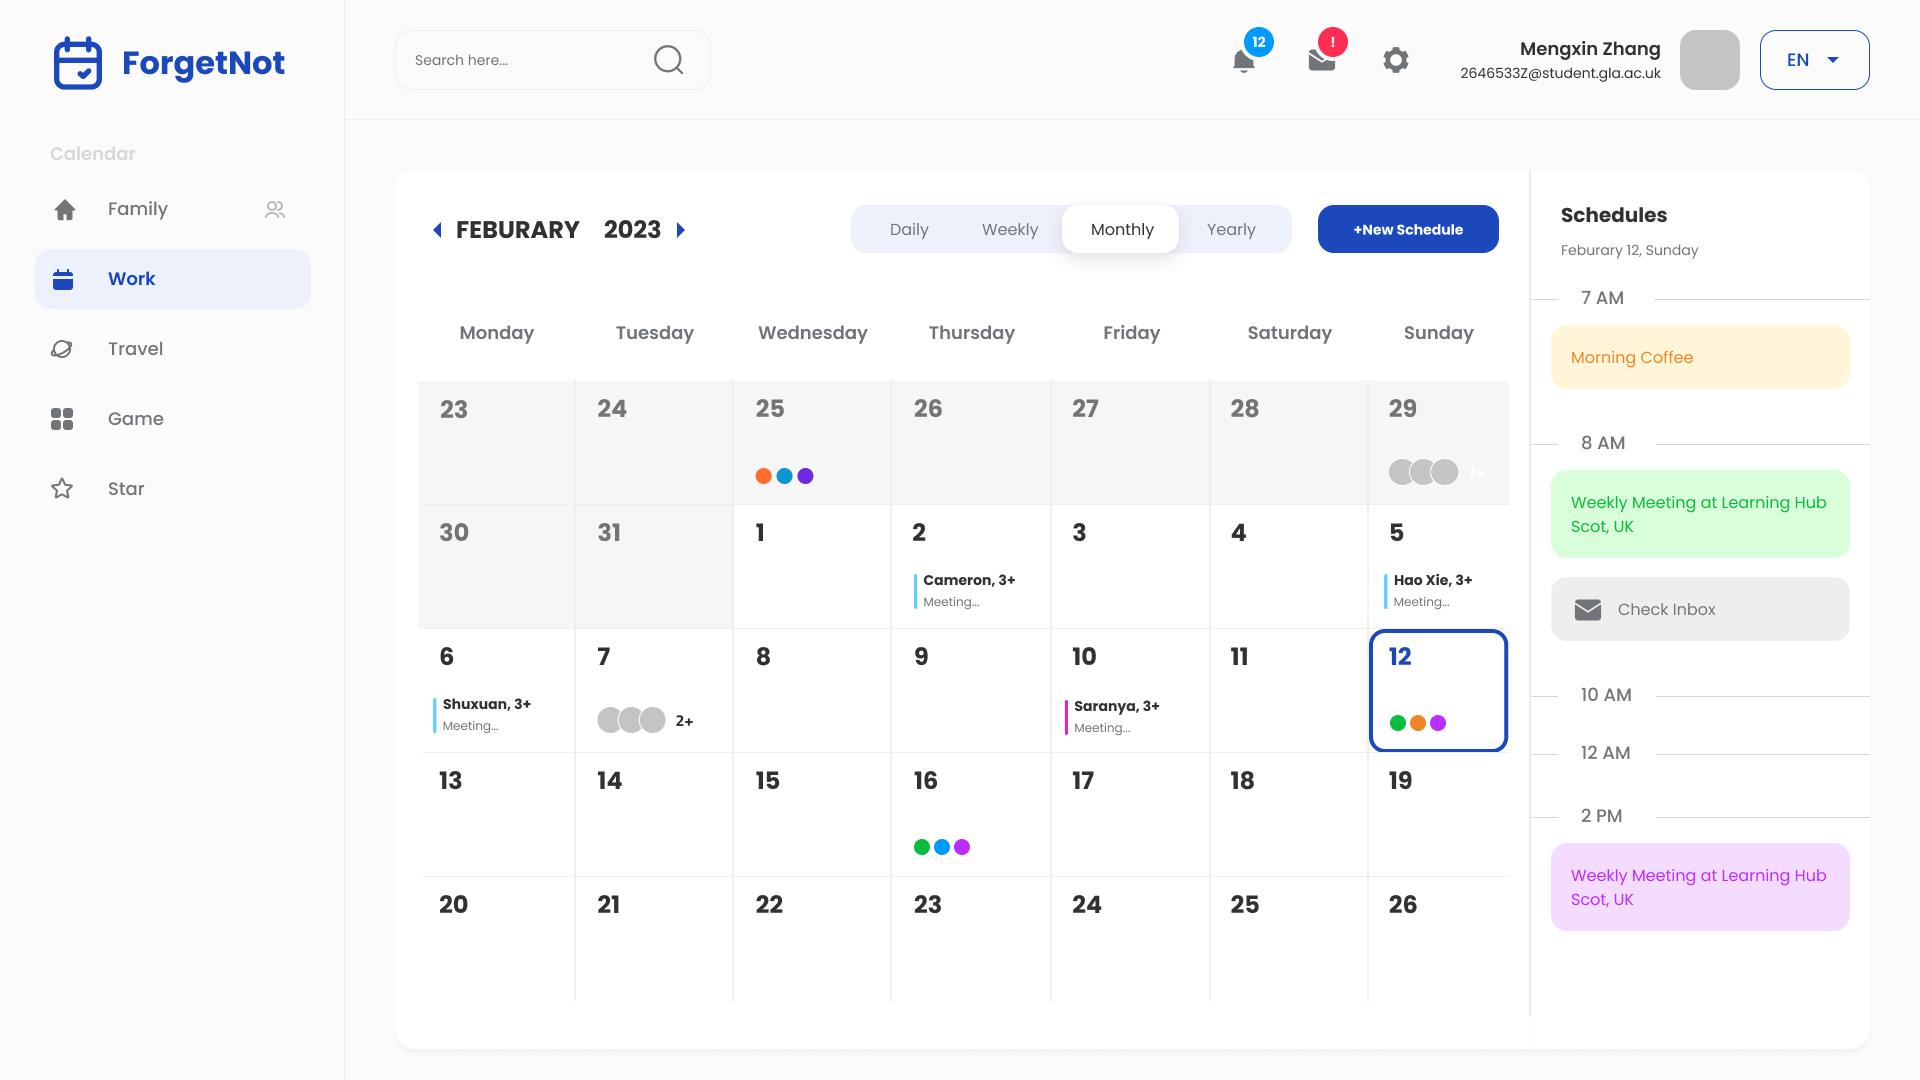 ForgetNot
Search here...
12
!
Mengxin Zhang
2646533Z@student.gla.ac.uk
EN
Calendar
Family
Work
Travel
Game
Star
FEBURARY 2023
Daily Weekly Monthly Yearly
+New Schedule
Monday Tuesday Wednesday Thursday Friday Saturday Sunday
23 24 25 26 27 28 29
7+
30 31 1 2 3 4 5
Cameron, 3+
Meeting...
Hao Xie, 3+
Meeting...
6 7 8 9 10 11 12
Shuxuan, 3+
Meeting...
2+
Saranya, 3+
Meeting...
13 14 15 16 17 18 19
20 21 22 23 24 25 26
Schedules
Feburary 12, Sunday
7 AM
Morning Coffee
8 AM
Weekly Meeting at Learning Hub
Scot, UK
Check Inbox
10 AM
12 AM
2 PM
Weekly Meeting at Learning Hub
Scot, UK